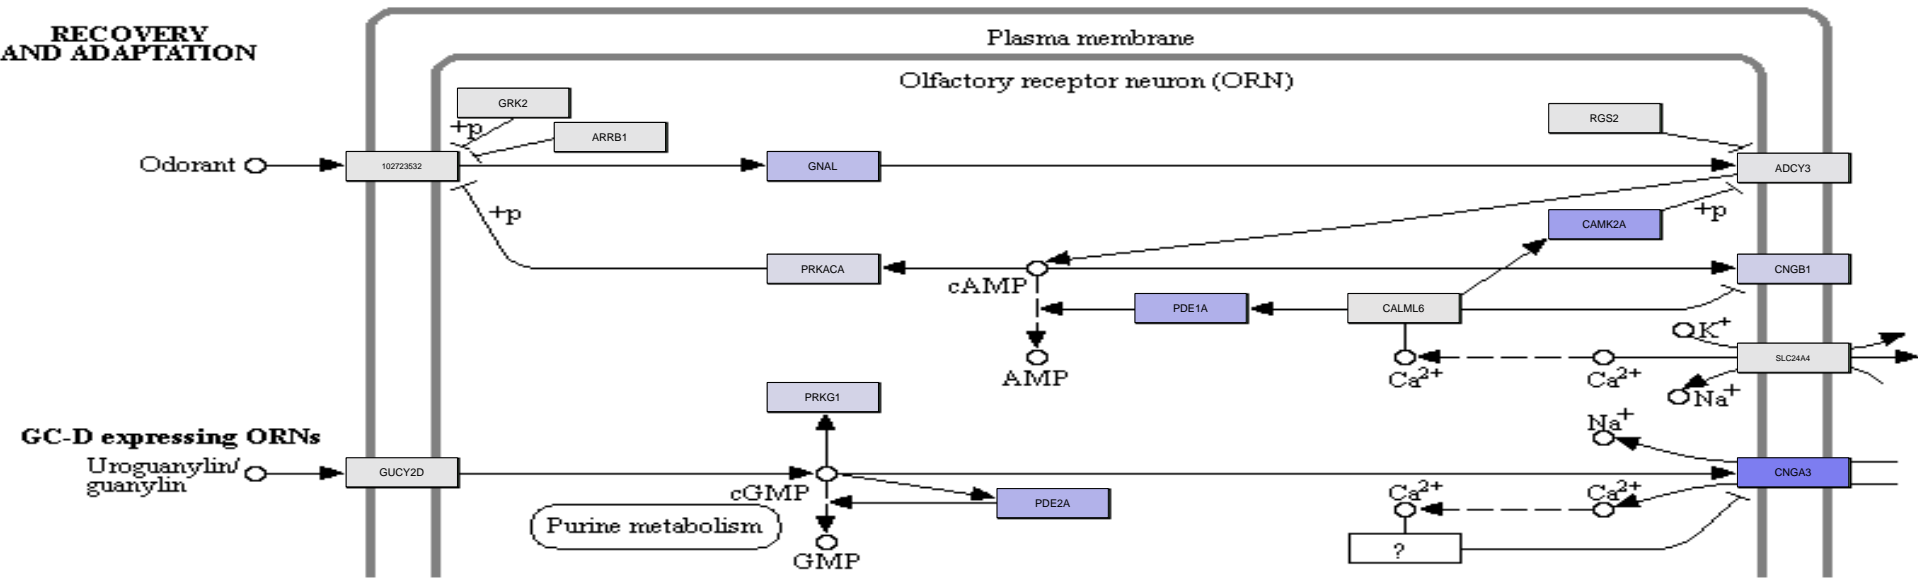 RECOVERY
AND ADAPTATION
Plasma membrane
Olfactory receptor neuron (ORN)
GRK2
+p
ARRB1
RGS2
Odorant
102723532
GNAL
ADCY3
+p
CAMK2A
+p
PRKACA
cAMP
CNGB1
PDE1A
CALML6
K+
AMP
Ca2+
Ca2+
SLC24A4
Na+
PRKG1
Na+
GC-D expressing ORNs
Uroguanylin/
guanylin
GUCY2D
cGMP
CNGA3
PDE2A
Ca2+
Ca2+
Purine metabolism
GMP
?